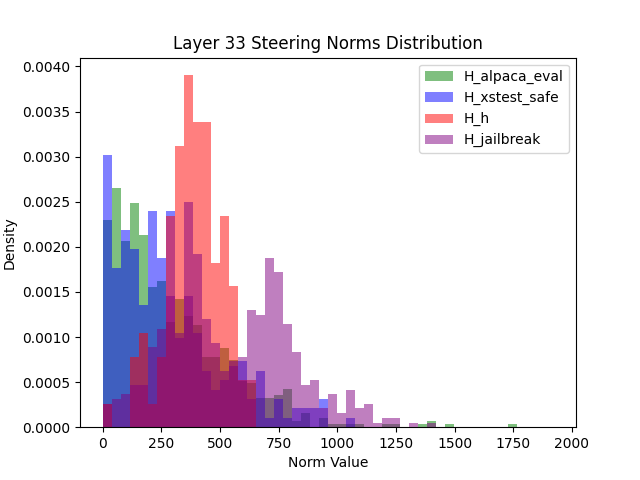 Layer 33 Steering Norms Distribution
0.0040
0.0035
0.0030
0.0025
0.0020
0.0015
0.0010
0.0005
0.0000
Density
H_alpaca_eval
H_xstest_safe
H_h
H_jailbreak
0 250 500 750 1000 1250 1500 1750 2000
Norm Value